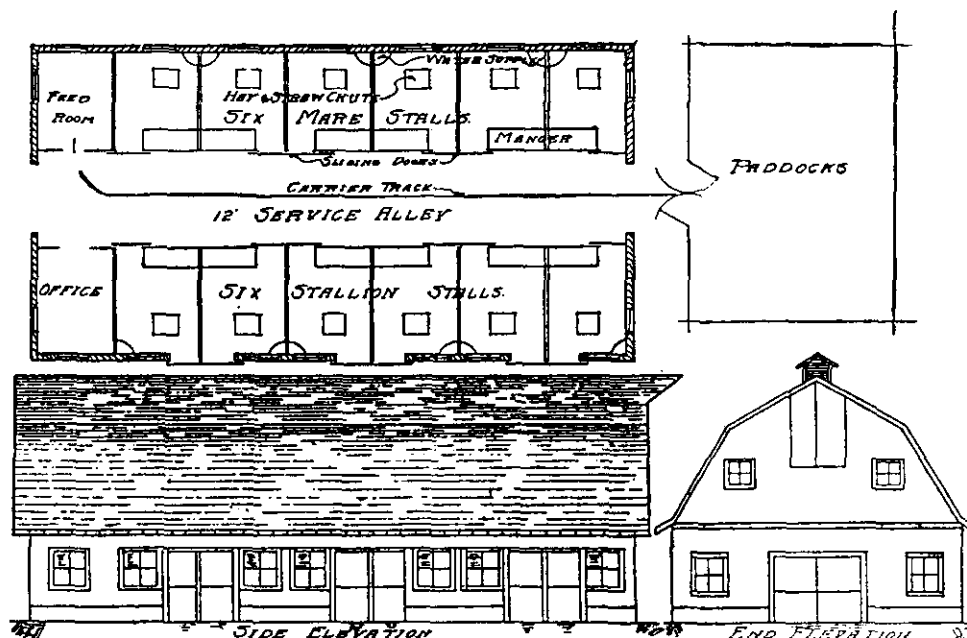 WATER SUPPLY
FEED
ROOM
HAY & STRAW CHUTE
SIX MARE STALLS.
MANGER
SLIDING DOORS
PADDOCKS
CARRIER TRACK
12' SERVICE ALLEY
OFFICE
SIX STALLION STALLS.
SIDE ELEVATION
END ELEVATION